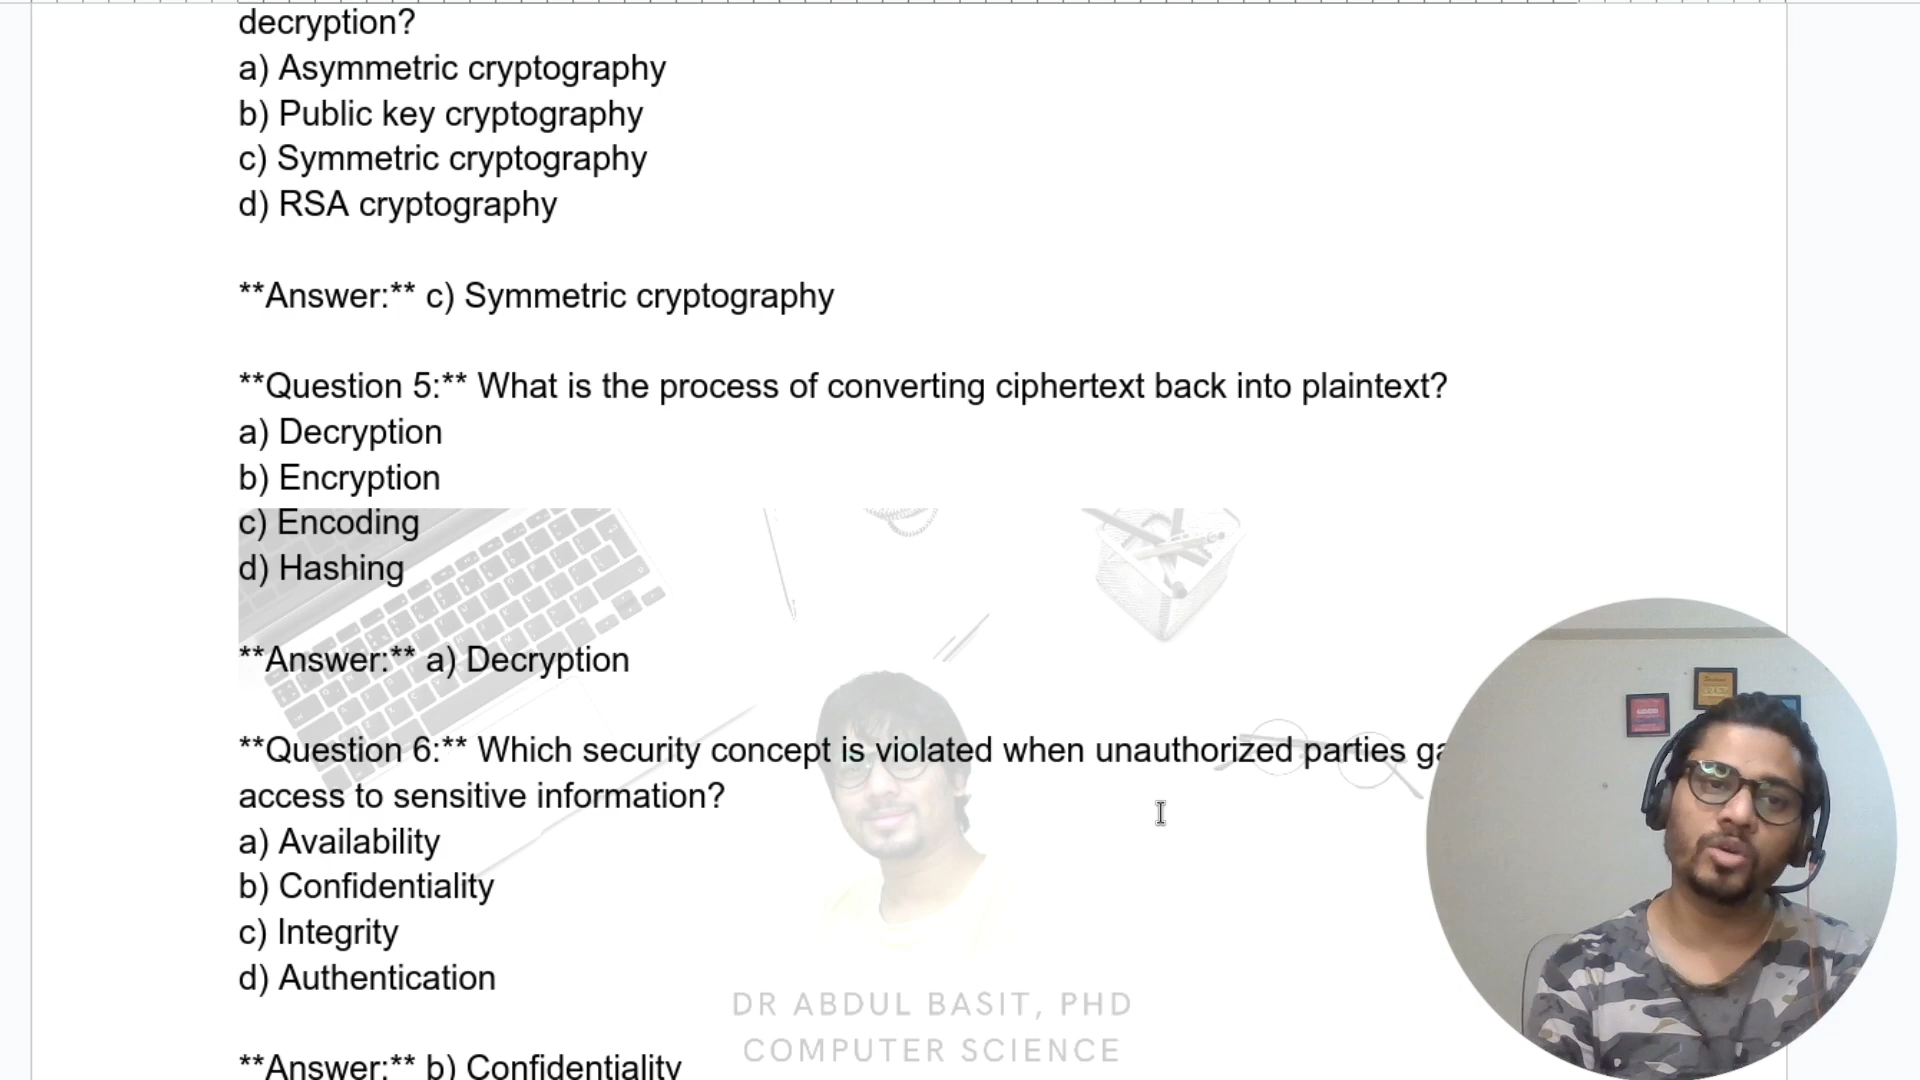 decryption?
a) Asymmetric cryptography
b) Public key cryptography
c) Symmetric cryptography
d) RSA cryptography
**Answer:** c) Symmetric cryptography
**Question 5:** What is the process of converting ciphertext back into plaintext?
a) Decryption
b) Encryption
c) Encoding
d) Hashing
**Answer:** a) Decryption
**Question 6:** Which security concept is violated when unauthorized parties
access to sensitive information?
a) Availability
b) Confidentiality
c) Integrity
d) Authentication
DR ABDUL BASIT, PHD
COMPUTER SCIENCE
**Answer:** b) Confidentiality